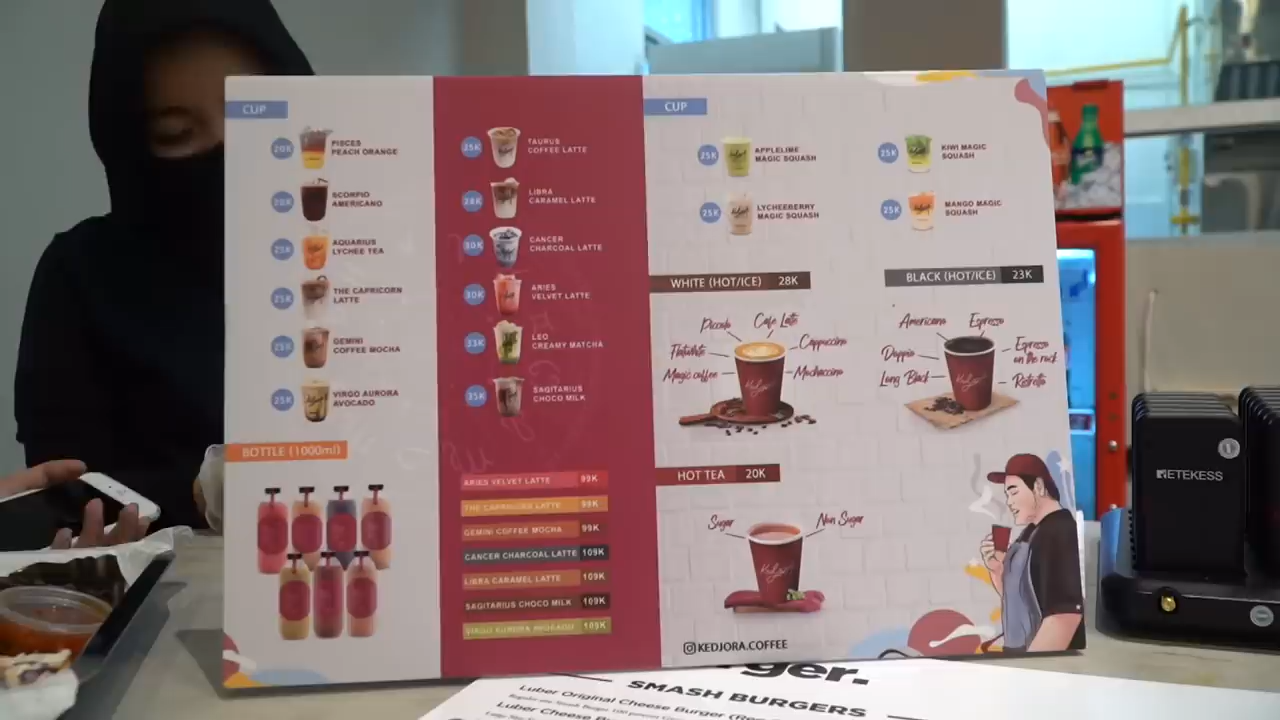 CUP
20K
PISCES
PEACH ORANGE
20K
SCORPIO
AMERICANO
25K
AQUARIUS
LYCHEE TEA
25K
THE CAPRICORN
LATTE
25K
GEMINI
COFFEE MOCHA
25K
VIRGO AURORA
AVOCADO
BOTTLE (1000ml)
25K
TAURUS
COFFEE LATTE
28K
LIBRA
CARAMEL LATTE
30K
CANCER
CHARCOAL LATTE
30K
ARIES
VELVET LATTE
33K
LEO
CREAMY MATCHA
35K
SAGITARIUS
CHOCO MILK
ARIES VELVET LATTE 99K
THE CAPRICORN LATTE 99K
GEMINI COFFEE MOCHA 99K
CANCER CHARCOAL LATTE 109K
LIBRA CARAMEL LATTE 109K
SAGITARIUS CHOCO MILK 109K
VIRGO AURORA AVOCADO 109K
CUP
25K
APPLELIME
MAGIC SQUASH
25K
KIWI MAGIC
SQUASH
25K
LYCHEEBERRY
MAGIC SQUASH
25K
MANGO MAGIC
SQUASH
WHITE (HOT/ICE) 28K
Piccolo
Cafe Latte
Flatwhite
Cappuccino
Magic coffee
Mochaccino
BLACK (HOT/ICE) 23K
Americano
Espresso
Doppio
Espresso
on the rock
Long Black
Ristretto
HOT TEA 20K
Sugar
Non Sugar
KEDJORA.COFFEE
RETEKESS
1
ger.
SMASH BURGERS
Luber Original Cheese Burger
Luber Cheese